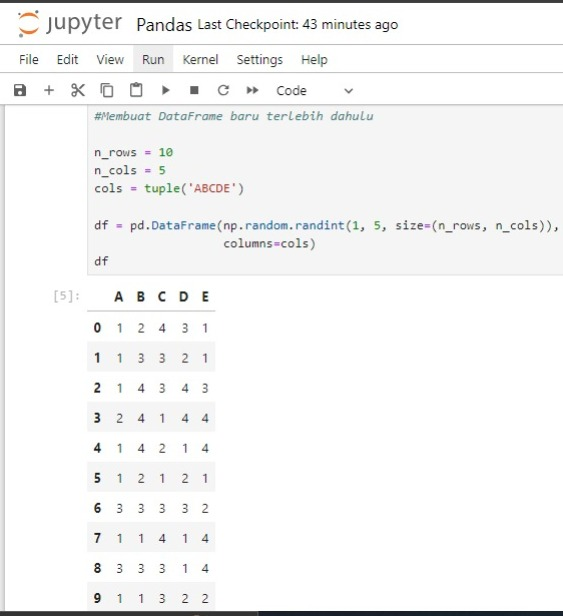 jupyter Pandas Last Checkpoint: 43 minutes ago
File Edit View Run Kernel Settings Help
Code
#Membuat DataFrame baru terlebih dahulu
n_rows = 10
n_cols = 5
cols = tuple('ABCDE')
df = pd.DataFrame(np.random.randint(1, 5, size=(n_rows, n_cols)),
columns=cols)
df
[5]:
A B C D E
0 1 2 4 3 1
1 1 3 3 2 1
2 1 4 3 4 3
3 2 4 1 4 4
4 1 4 2 1 4
5 1 2 1 2 1
6 3 3 3 3 2
7 1 1 4 1 4
8 3 3 3 1 4
9 1 1 3 2 2